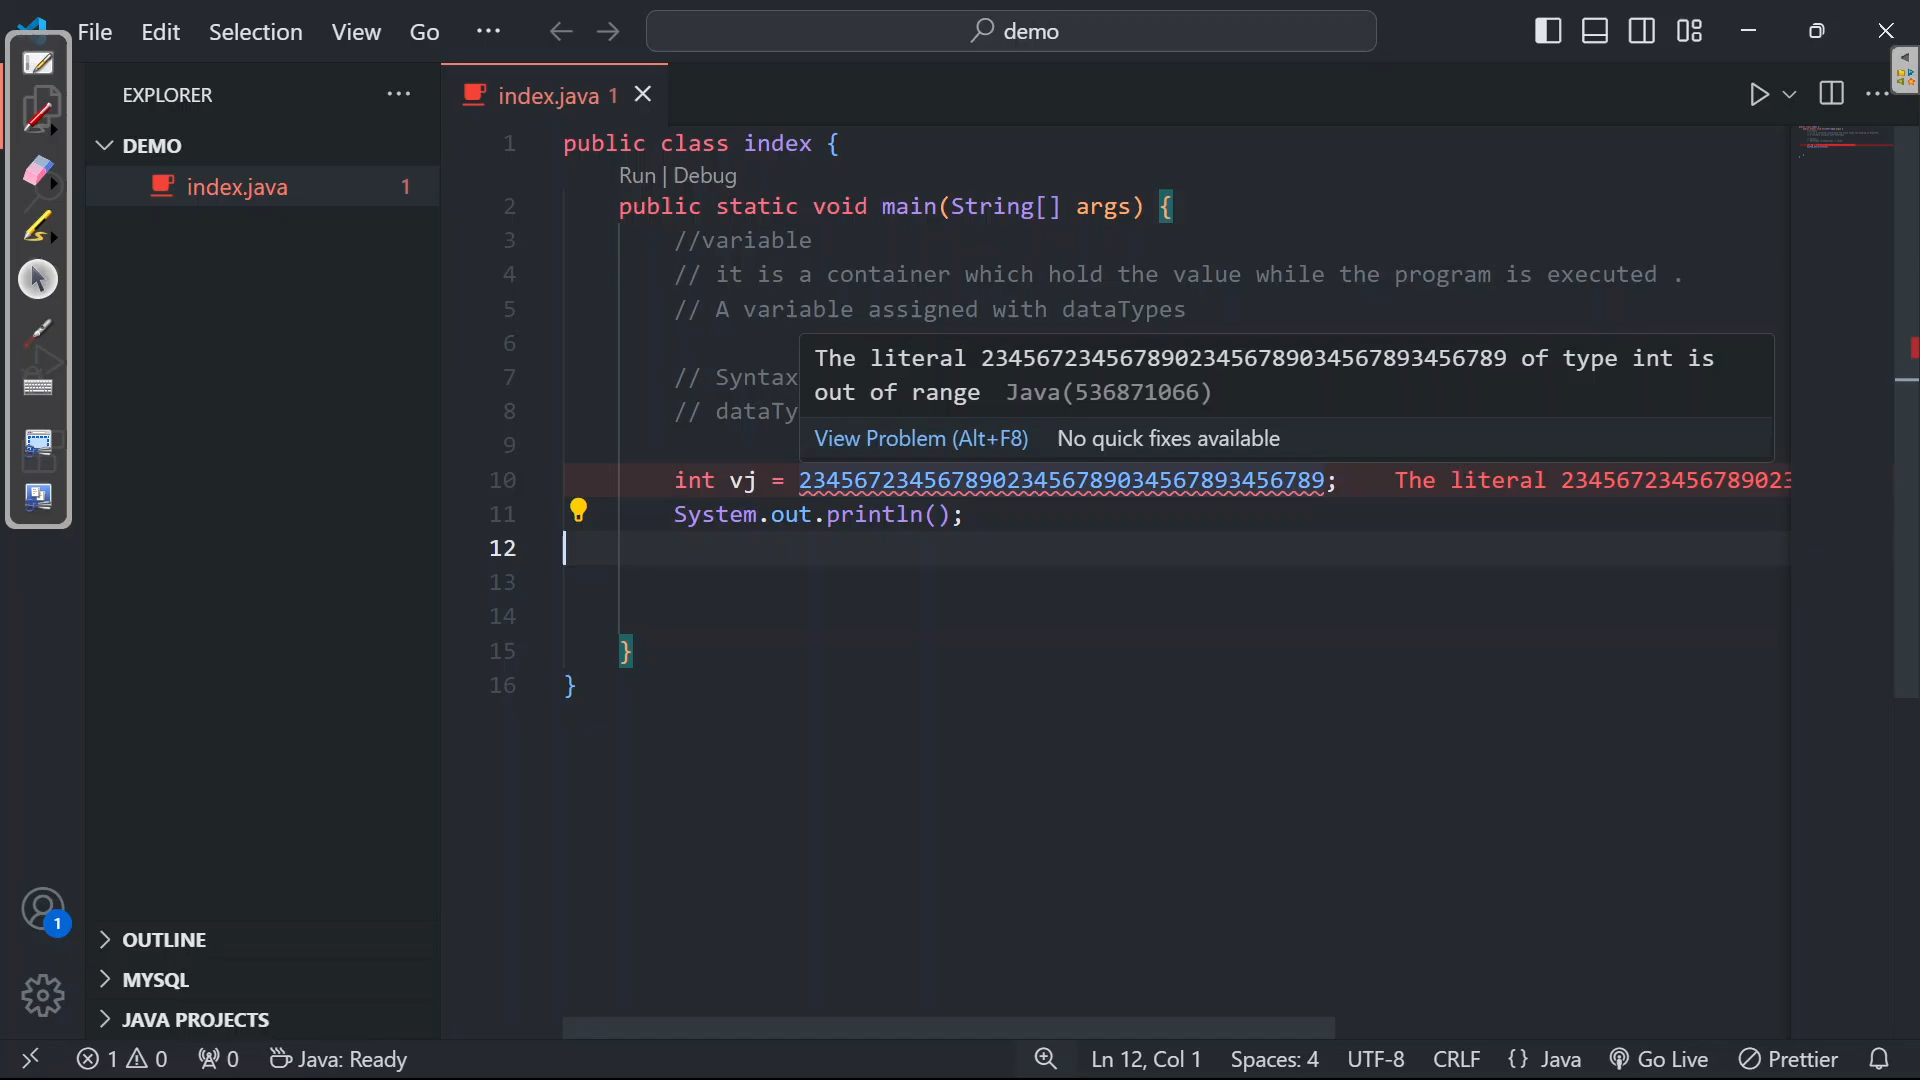 File Edit Selection View Go ··· demo
EXPLORER ···
DEMO
index.java 1
index.java 1
1 public class index {
Run | Debug
2 public static void main(String[] args) {
3 //variable
4 // it is a container which hold the value while the program is executed .
5 // A variable assigned with dataTypes
6
7 // Syntax
8 // dataTy
9
The literal 23456723456789023456789034567893456789 of type int is
out of range Java(536871066)
View Problem (Alt+F8) No quick fixes available
10 int vj = 23456723456789023456789034567893456789; The literal 23456723456789023
11 System.out.println();
12
13
14
15 }
16 }
1
OUTLINE
MYSQL
JAVA PROJECTS
1 0 0 Java: Ready Ln 12, Col 1 Spaces: 4 UTF-8 CRLF {} Java Go Live Prettier